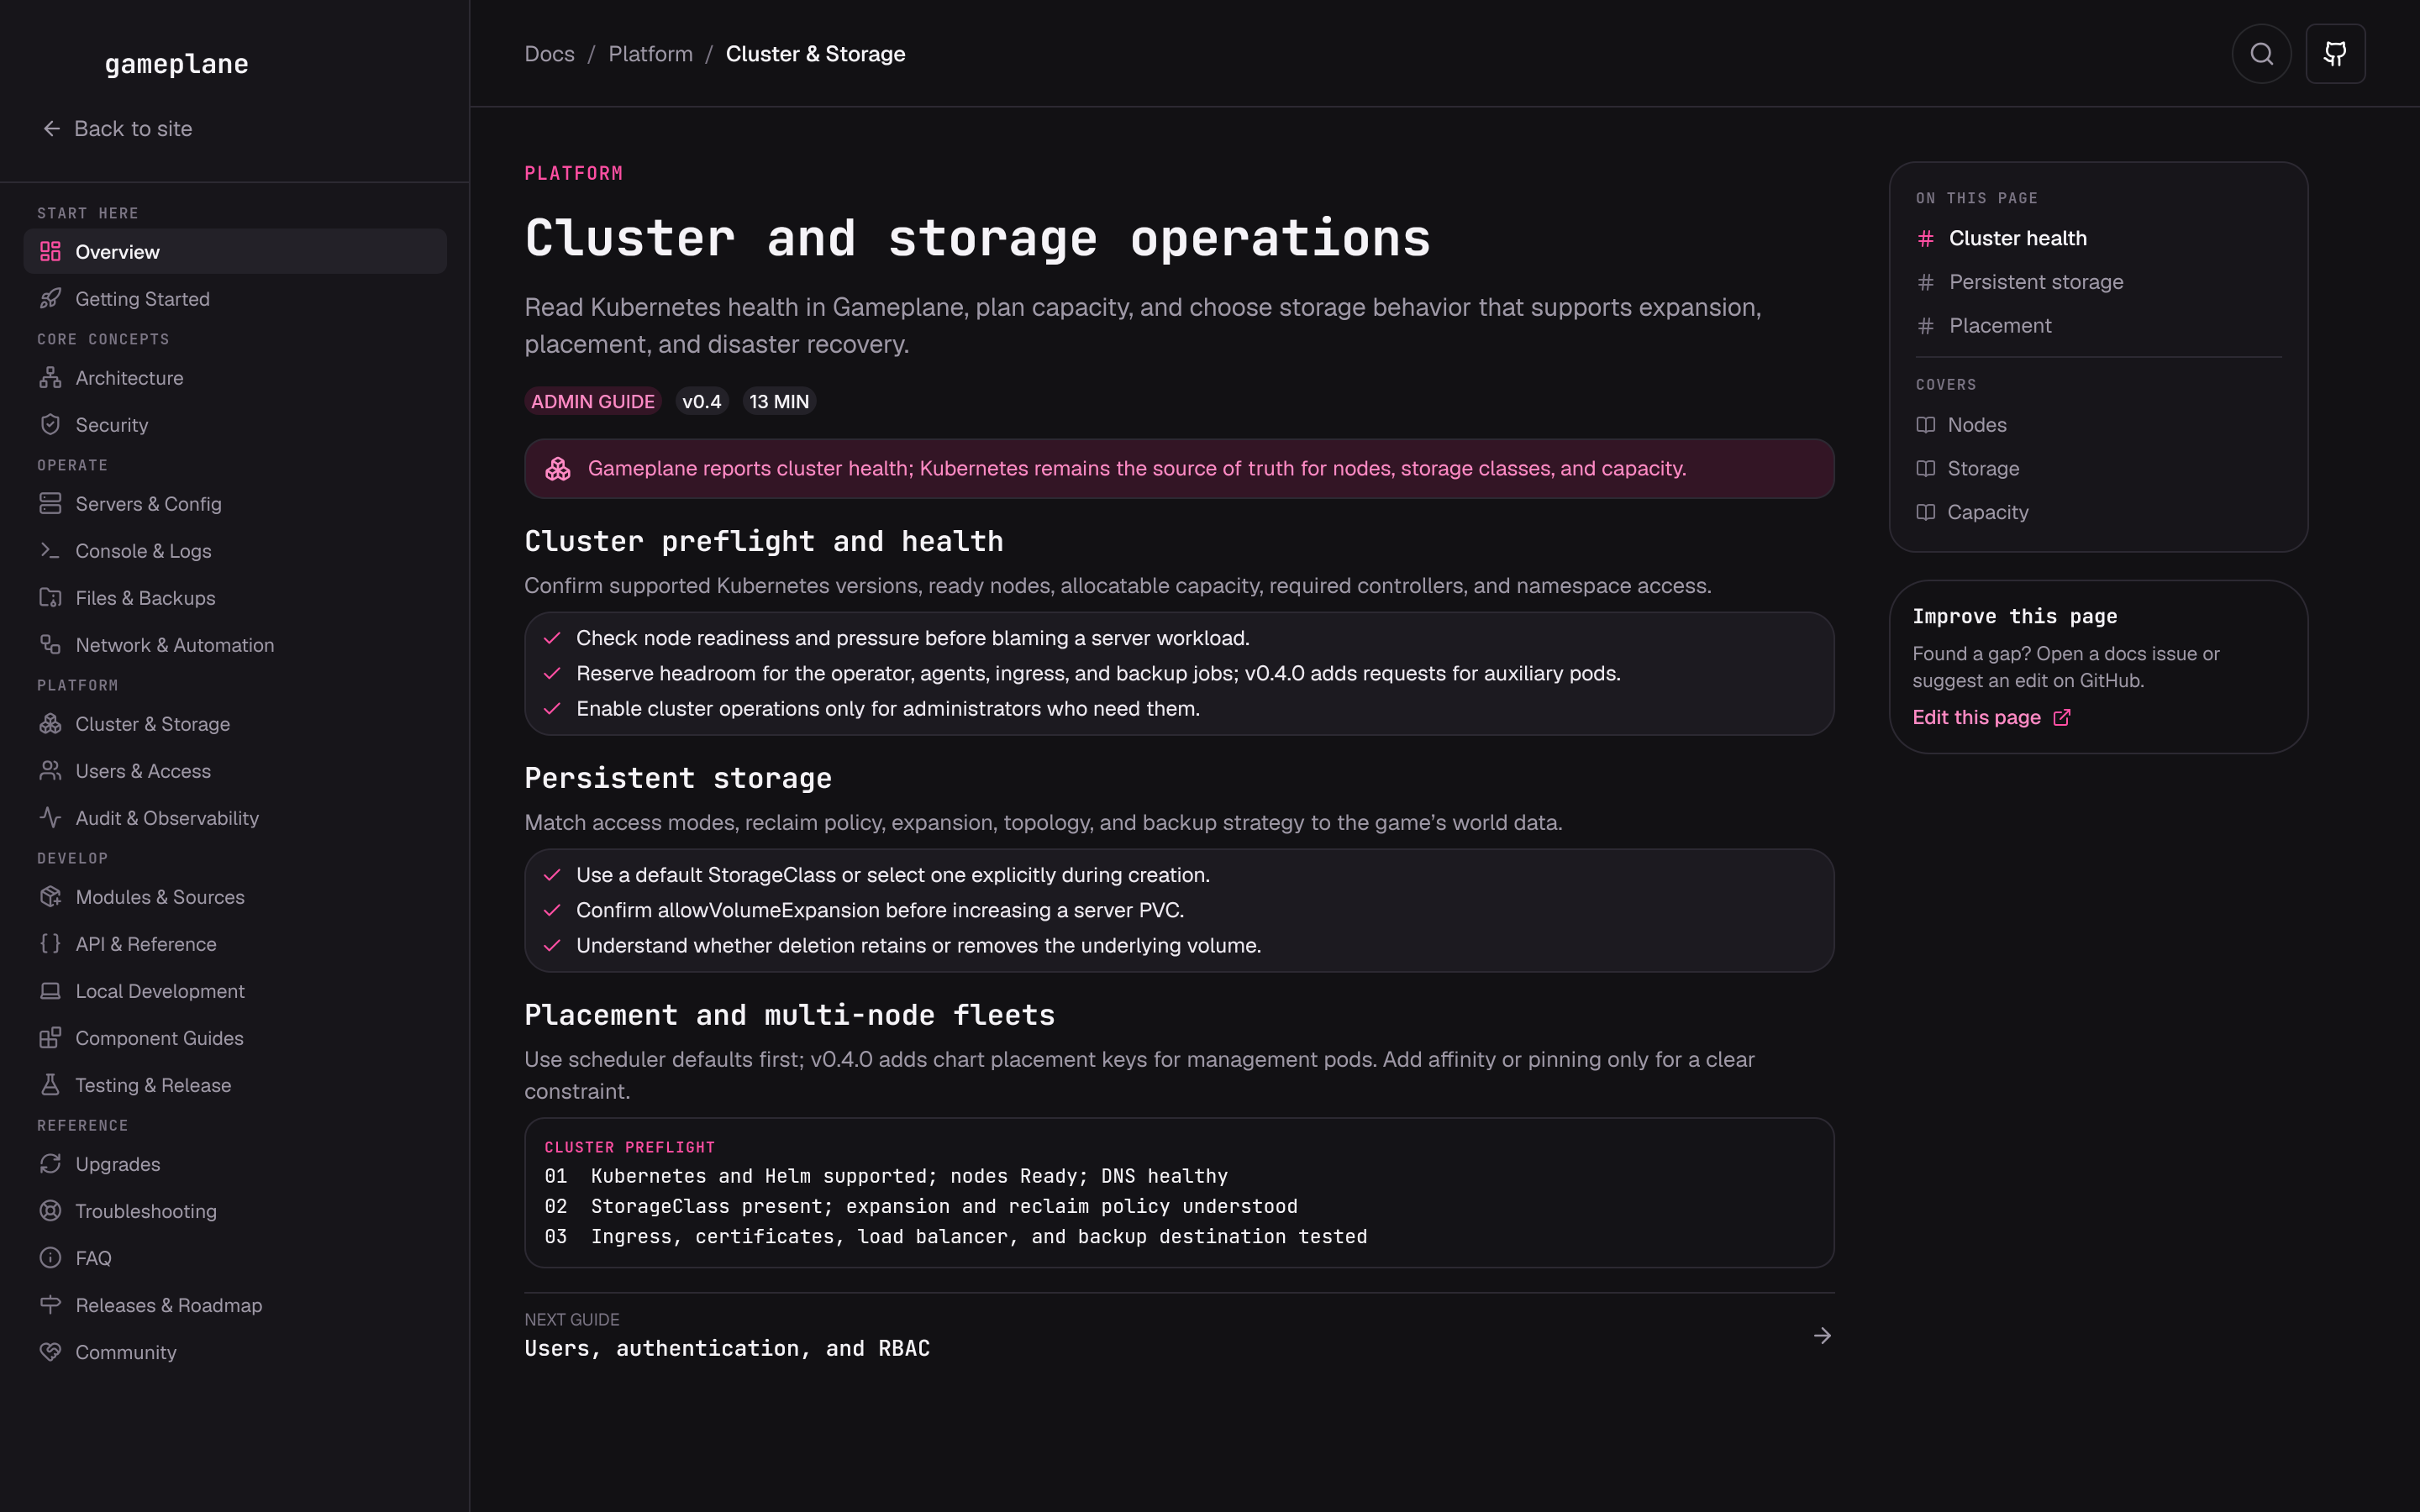 gameplane
Back to site
START HERE
Overview
Getting Started
CORE CONCEPTS
Architecture
Security
OPERATE
Servers & Config
Console & Logs
Files & Backups
Network & Automation
PLATFORM
Cluster & Storage
Users & Access
Audit & Observability
DEVELOP
Modules & Sources
API & Reference
Local Development
Component Guides
Testing & Release
REFERENCE
Upgrades
Troubleshooting
FAQ
Releases & Roadmap
Community
Docs / Platform / Cluster & Storage
PLATFORM
Cluster and storage operations
Read Kubernetes health in Gameplane, plan capacity, and choose storage behavior that supports expansion,
placement, and disaster recovery.
ADMIN GUIDE v0.4 13 MIN
Gameplane reports cluster health; Kubernetes remains the source of truth for nodes, storage classes, and capacity.
Cluster preflight and health
Confirm supported Kubernetes versions, ready nodes, allocatable capacity, required controllers, and namespace access.
Check node readiness and pressure before blaming a server workload.
Reserve headroom for the operator, agents, ingress, and backup jobs; v0.4.0 adds requests for auxiliary pods.
Enable cluster operations only for administrators who need them.
Persistent storage
Match access modes, reclaim policy, expansion, topology, and backup strategy to the game’s world data.
Use a default StorageClass or select one explicitly during creation.
Confirm allowVolumeExpansion before increasing a server PVC.
Understand whether deletion retains or removes the underlying volume.
Placement and multi-node fleets
Use scheduler defaults first; v0.4.0 adds chart placement keys for management pods. Add affinity or pinning only for a clear
constraint.
CLUSTER PREFLIGHT
01 Kubernetes and Helm supported; nodes Ready; DNS healthy
02 StorageClass present; expansion and reclaim policy understood
03 Ingress, certificates, load balancer, and backup destination tested
NEXT GUIDE
Users, authentication, and RBAC
ON THIS PAGE
# Cluster health
# Persistent storage
# Placement
COVERS
Nodes
Storage
Capacity
Improve this page
Found a gap? Open a docs issue or
suggest an edit on GitHub.
Edit this page